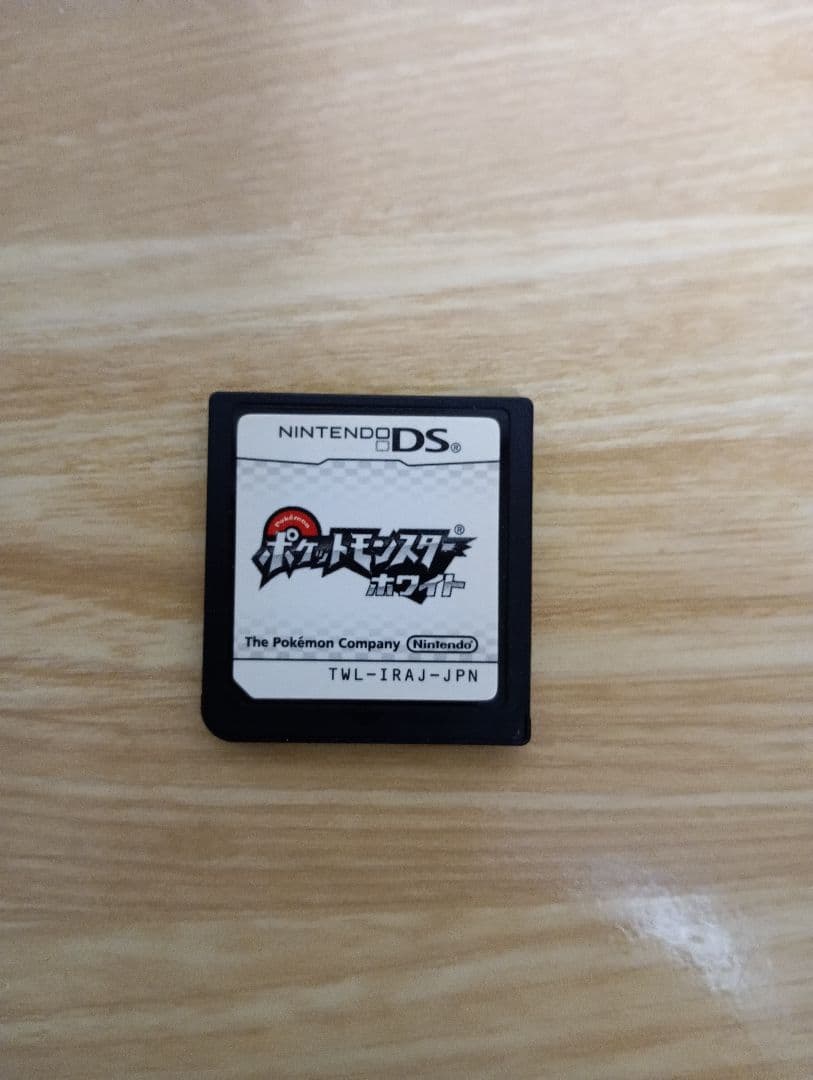 NINTENDO DS®
Pokémon
ポケットモンスター®
ホワイト
The Pokémon Company Nintendo®
TWL-IRAJ-JPN